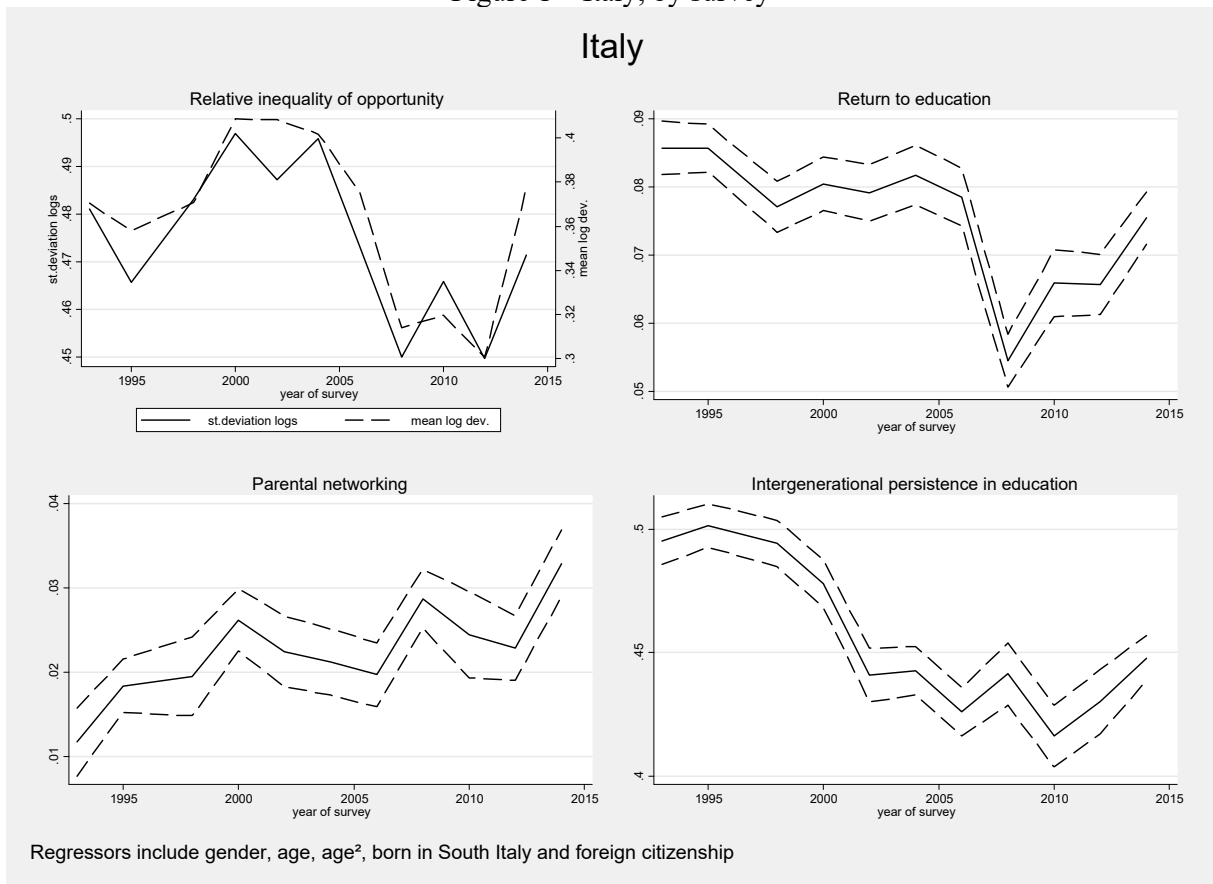 Italy
Relative inequality of opportunity
st.deviation logs
.45 .46 .47 .48 .49 .5
mean log dev.
.3 .32 .34 .36 .38 .4
1995 2000 2005 2010 2015
year of survey
st.deviation logs mean log dev.
Return to education
.05 .06 .07 .08 .09
1995 2000 2005 2010 2015
year of survey
Parental networking
.01 .02 .03 .04
1995 2000 2005 2010 2015
year of survey
Intergenerational persistence in education
.4 .45 .5
1995 2000 2005 2010 2015
year of survey
Regressors include gender, age, age², born in South Italy and foreign citizenship